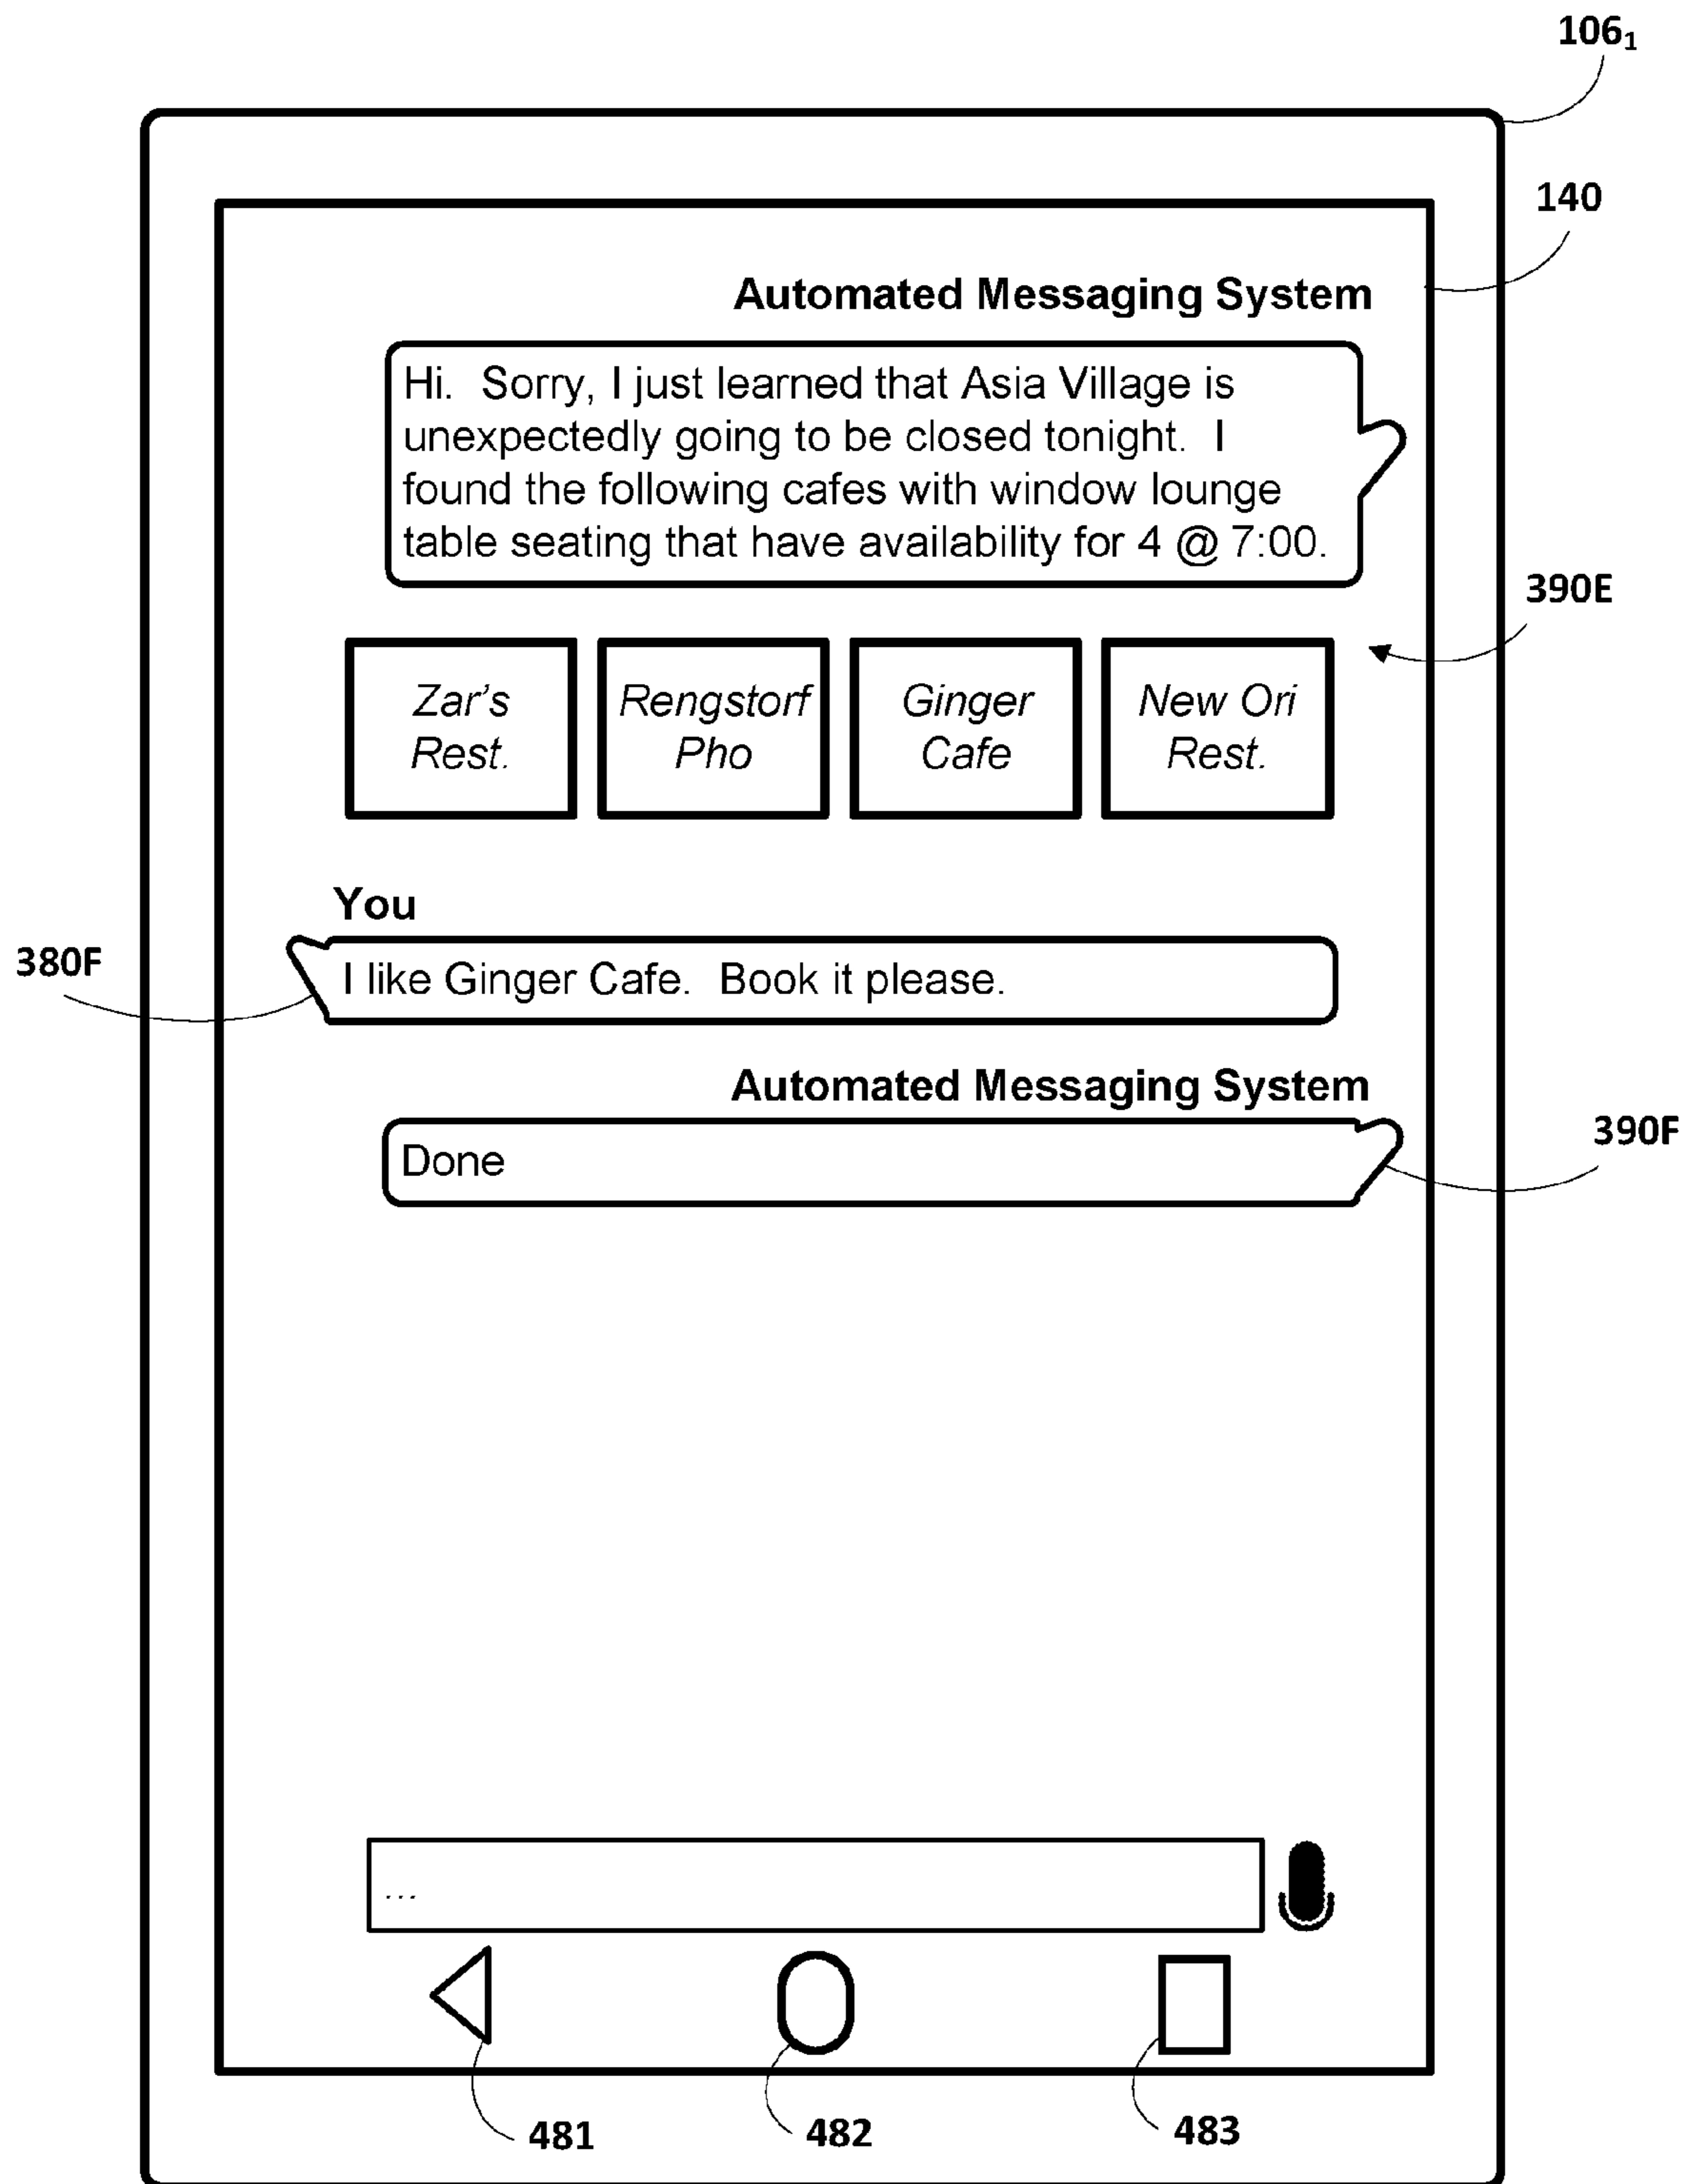 106₁
140
Automated Messaging System
Hi. Sorry, I just learned that Asia Village is
unexpectedly going to be closed tonight. I
found the following cafes with window lounge
table seating that have availability for 4 @ 7:00.
390E
Zar's
Rest.
Rengstorf
Pho
Ginger
Cafe
New Ori
Rest.
You
380F
I like Ginger Cafe. Book it please.
Automated Messaging System
390F
Done
...
481
482
483